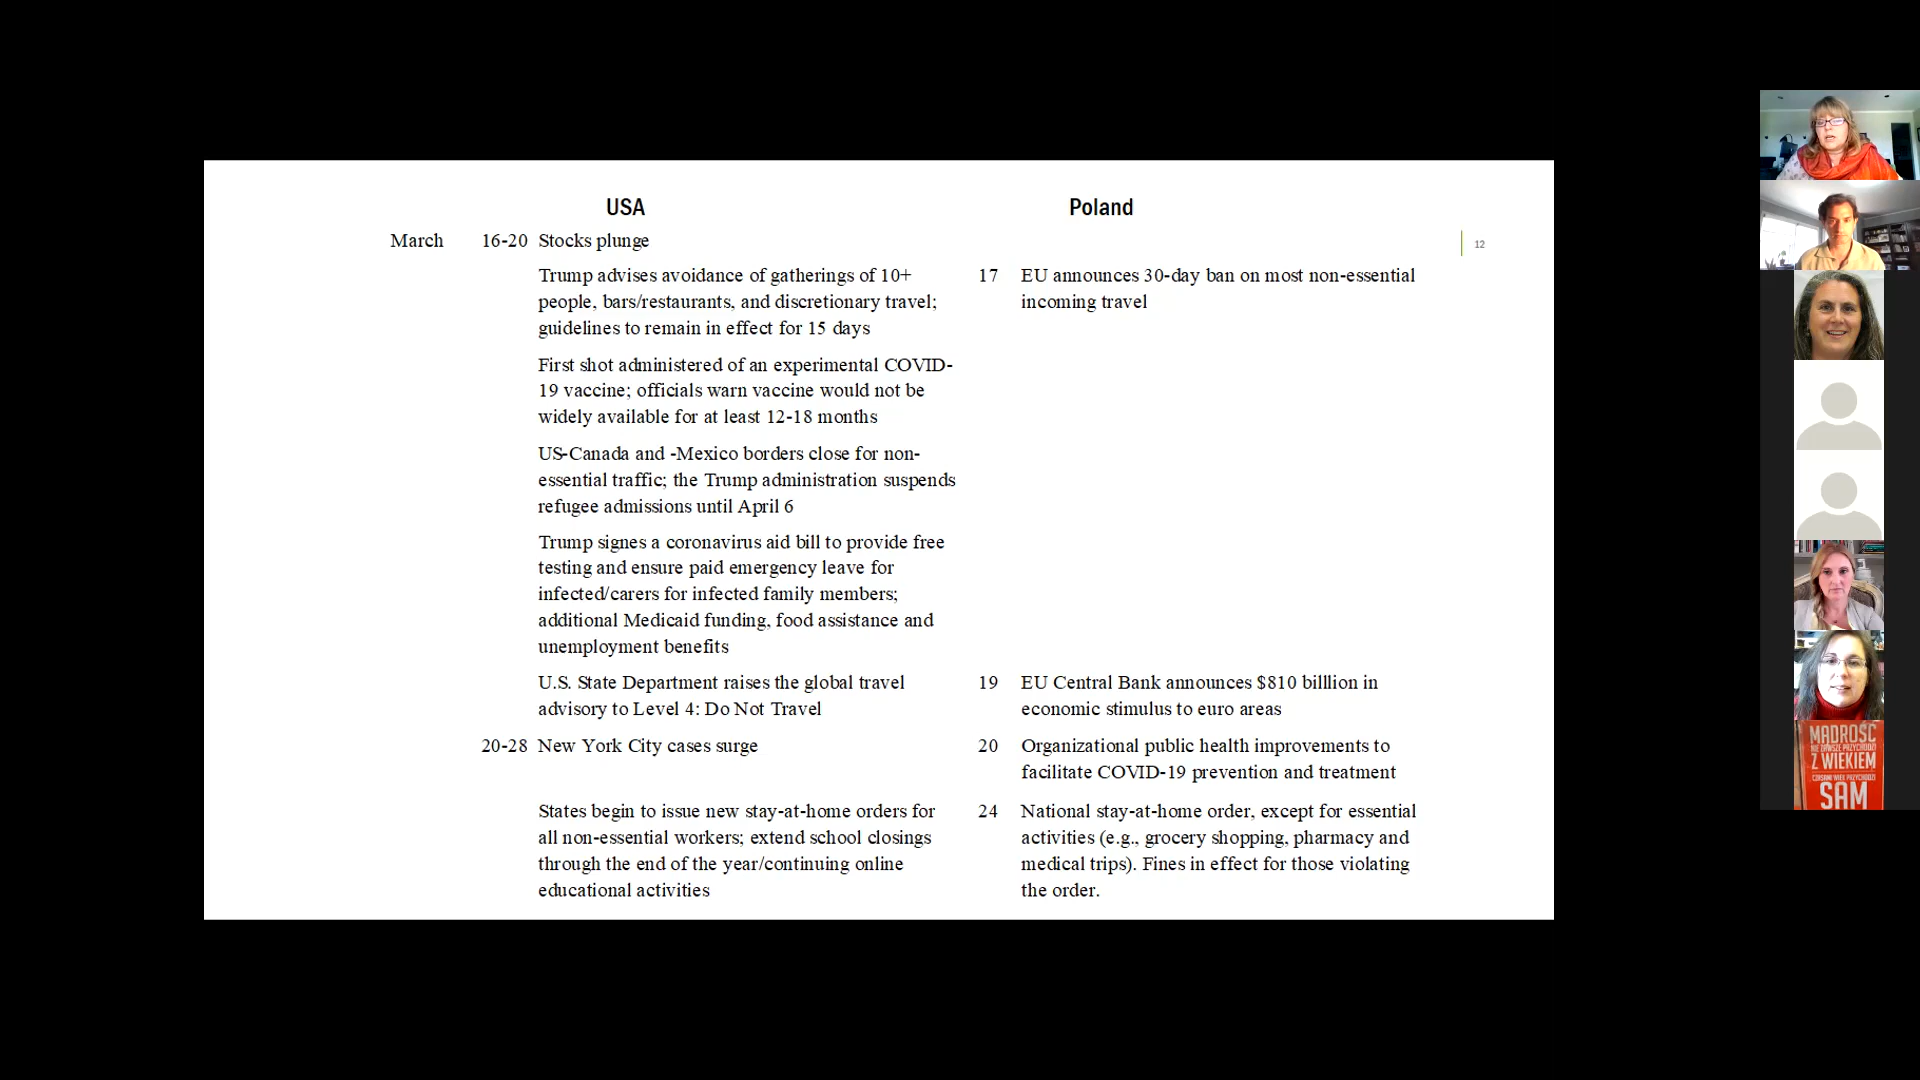 USA Poland
March 16-20 Stocks plunge
12
Trump advises avoidance of gatherings of 10+
people, bars/restaurants, and discretionary travel;
guidelines to remain in effect for 15 days
17 EU announces 30-day ban on most non-essential
incoming travel
First shot administered of an experimental COVID-
19 vaccine; officials warn vaccine would not be
widely available for at least 12-18 months
US-Canada and -Mexico borders close for non-
essential traffic; the Trump administration suspends
refugee admissions until April 6
Trump signes a coronavirus aid bill to provide free
testing and ensure paid emergency leave for
infected/carers for infected family members;
additional Medicaid funding, food assistance and
unemployment benefits
U.S. State Department raises the global travel
advisory to Level 4: Do Not Travel
19 EU Central Bank announces $810 billlion in
economic stimulus to euro areas
20-28 New York City cases surge
20 Organizational public health improvements to
facilitate COVID-19 prevention and treatment
States begin to issue new stay-at-home orders for
all non-essential workers; extend school closings
through the end of the year/continuing online
educational activities
24 National stay-at-home order, except for essential
activities (e.g., grocery shopping, pharmacy and
medical trips). Fines in effect for those violating
the order.
MĄDROŚĆ
NIE ZAWSZE PRZYCHODZI
Z WIEKIEM
CZASAMI WIEK PRZYCHODZI
SAM